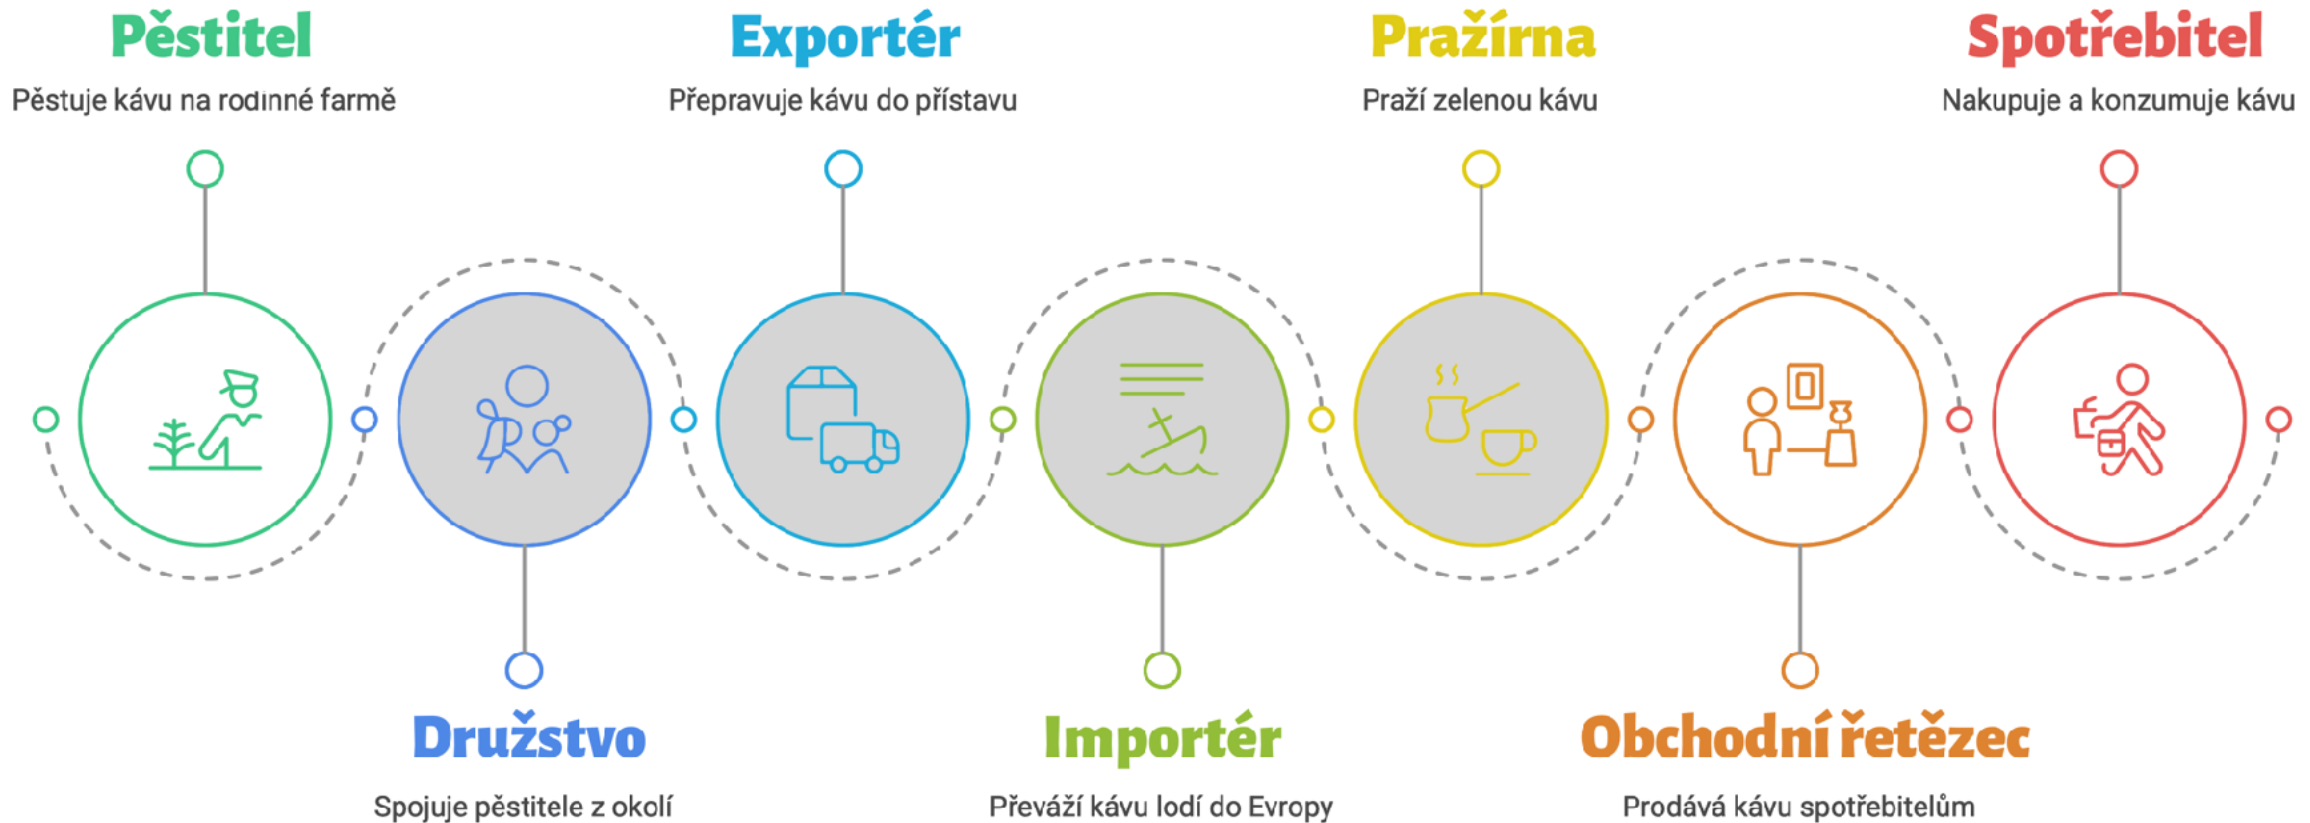 Pěstitel
Pěstuje kávu na rodinné farmě
Družstvo
Spojuje pěstitele z okolí
Exportér
Přepravuje kávu do přístavu
Importér
Převáží kávu lodí do Evropy
Pražírna
Praží zelenou kávu
Obchodní řetězec
Prodává kávu spotřebitelům
Spotřebitel
Nakupuje a konzumuje kávu